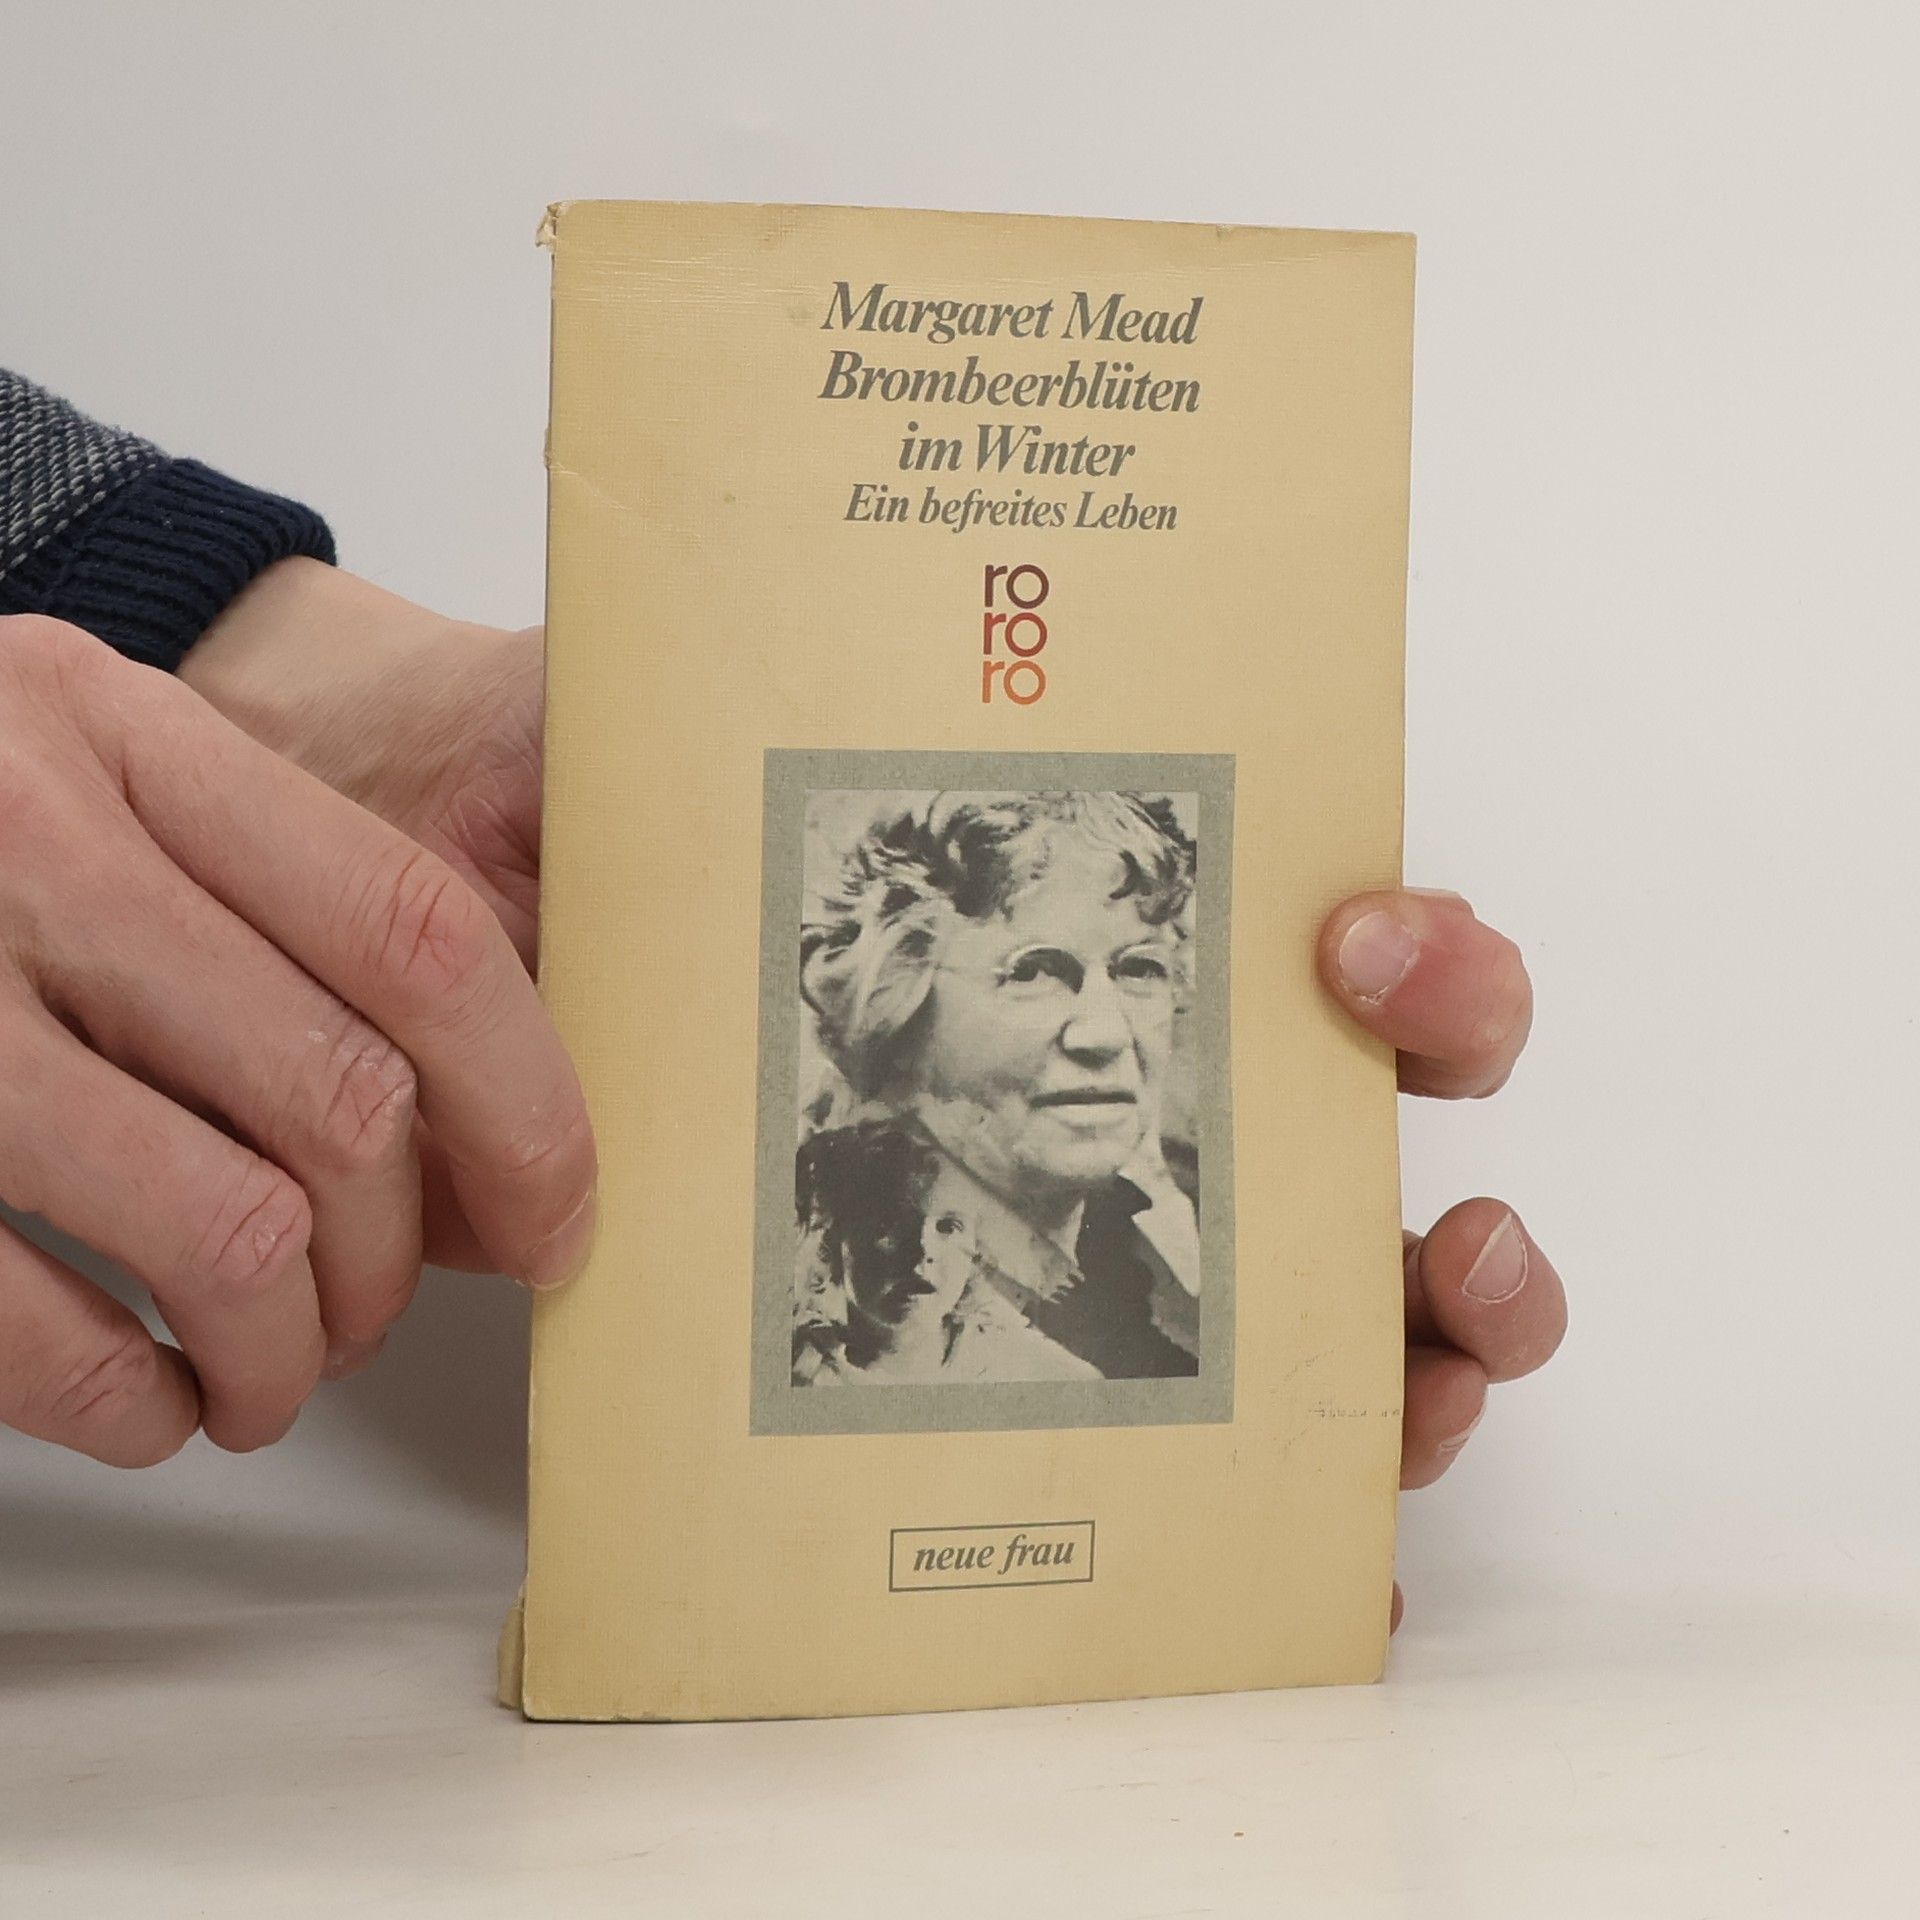 Margaret Mead
Brombeerblüten
im Winter
Ein befreites Leben
ro
ro
ro
neue frau